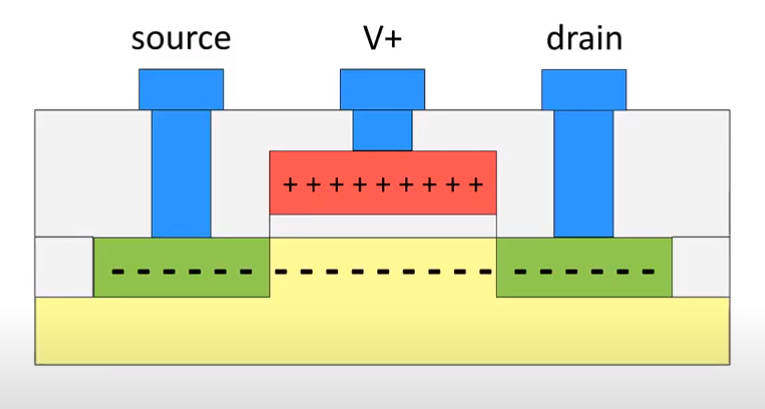 source V+ drain
+ + + + + + + + +
- - - - - - - - - - - - - - - - - - - - -